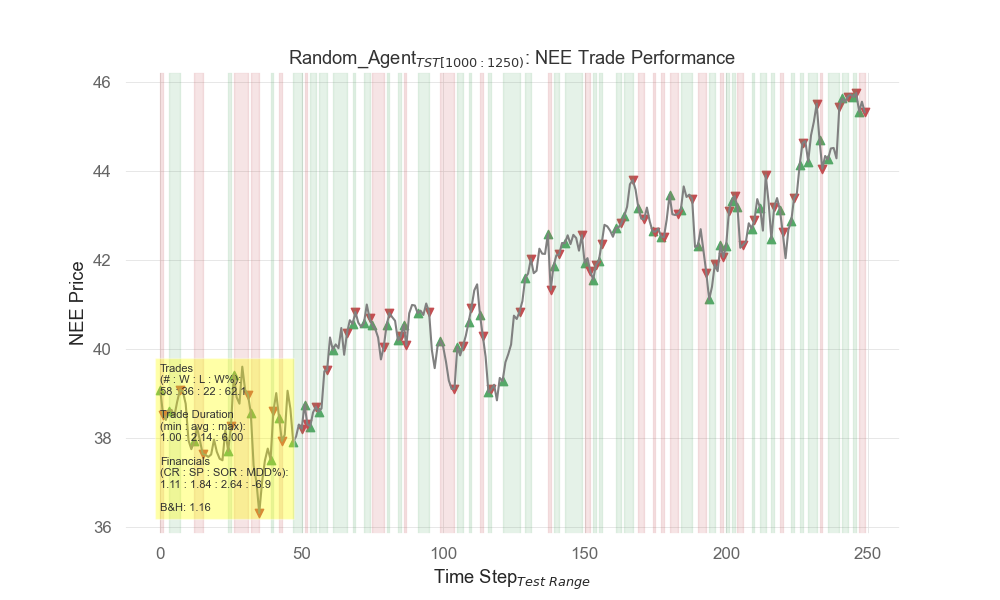 Random_Agent TST[1000 : 1250]: NEE Trade Performance
NEE Price
46
44
42
40
38
36
Trades
(# : W : L : W%):
58 : 36 : 22 : 62.1
Trade Duration
(min : avg : max):
1.00 : 2.14 : 6.00
Financials
(CR : SP : SOR : MDD%):
1.11 : 1.84 : 2.64 : -6.9
B&H: 1.16
0 50 100 150 200 250
Time Step Test Range